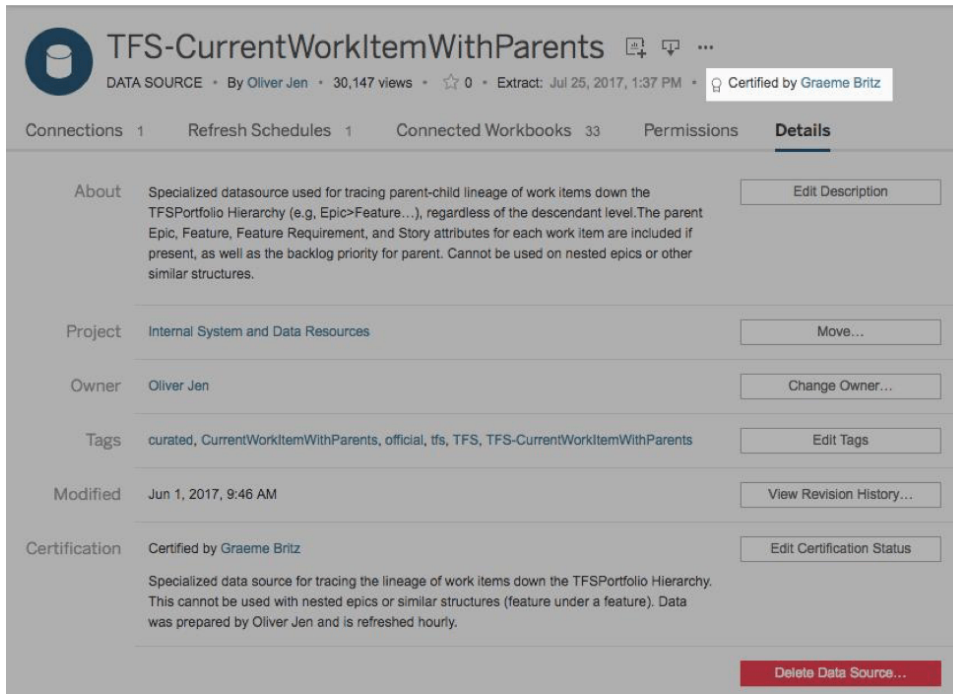 TFS-CurrentWorkItemWithParents
DATA SOURCE • By Oliver Jen • 30,147 views • 0 • Extract: Jul 25, 2017, 1:37 PM • Certified by Graeme Britz
Connections 1 Refresh Schedules 1 Connected Workbooks 33 Permissions Details
About Specialized datasource used for tracing parent-child lineage of work items down the Edit Description
TFSPortfolio Hierarchy (e.g, Epic>Feature...), regardless of the descendant level.The parent
Epic, Feature, Feature Requirement, and Story attributes for each work item are included if
present, as well as the backlog priority for parent. Cannot be used on nested epics or other
similar structures.
Project Internal System and Data Resources Move...
Owner Oliver Jen Change Owner...
Tags curated, CurrentWorkItemWithParents, official, tfs, TFS, TFS-CurrentWorkItemWithParents Edit Tags
Modified Jun 1, 2017, 9:46 AM View Revision History...
Certification Certified by Graeme Britz Edit Certification Status
Specialized data source for tracing the lineage of work items down the TFSPortfolio Hierarchy.
This cannot be used with nested epics or similar structures (feature under a feature). Data
was prepared by Oliver Jen and is refreshed hourly.
Delete Data Source...